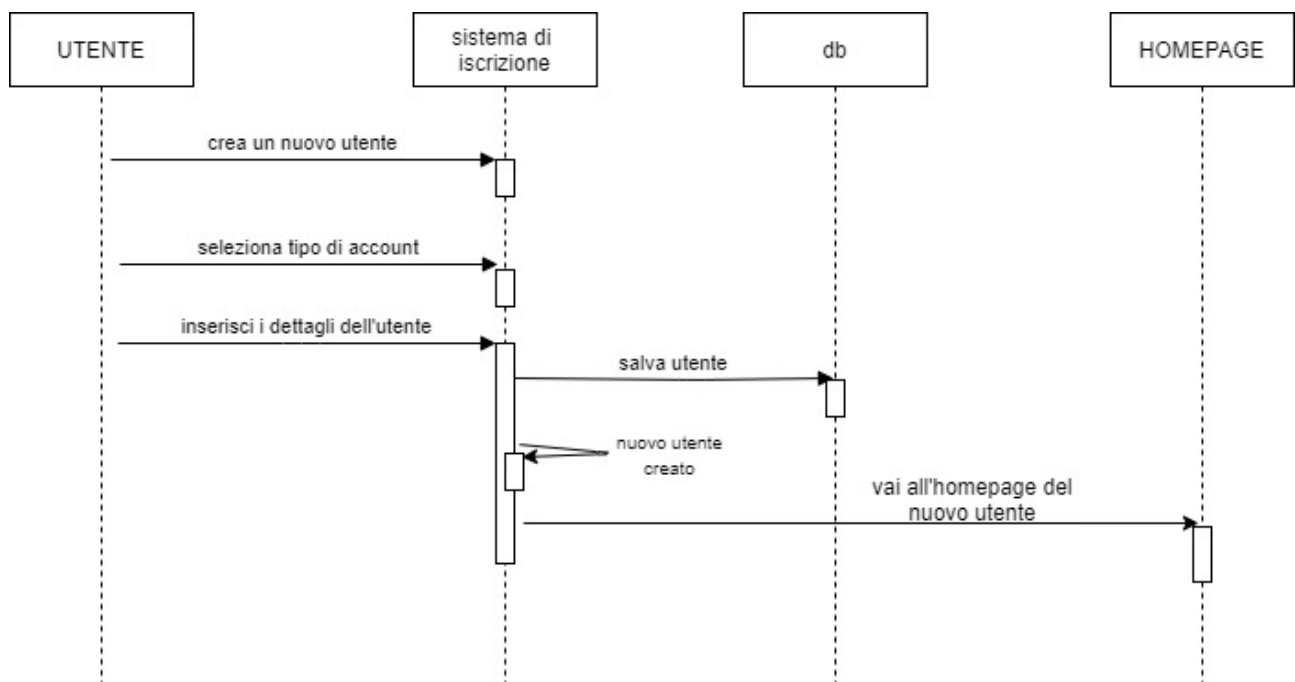 UTENTE
sistema di
iscrizione
db
HOMEPAGE
crea un nuovo utente
seleziona tipo di account
inserisci i dettagli dell'utente
salva utente
nuovo utente
creato
vai all'homepage del
nuovo utente